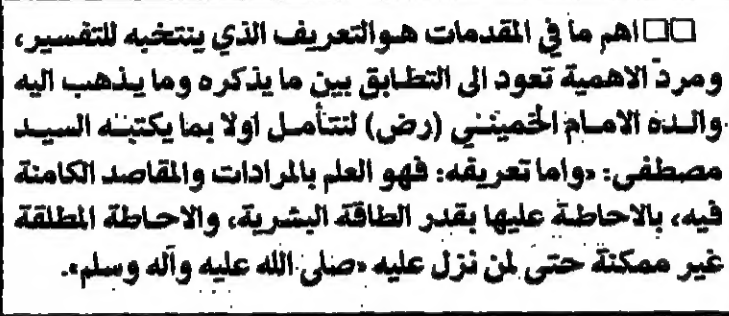 □□ اهم ما في المقدمات هو التعريف الذي ينتخبه للتفسير،
ومردّ الاهمية تعود الى التطابق بين ما يذكره وما يذهب اليه
والده الامام الخميني (رض) لنتأمل اولا بما يكتبه السيد
مصطفى: «واما تعريفه: فهو العلم بالمرادات والمقاصد الكامنة
فيه، بالاحاطة عليها بقدر الطاقة البشرية، والاحاطة المطلقة
غير ممكنة حتى لمن نزل عليه «صلى الله عليه وآله وسلم».